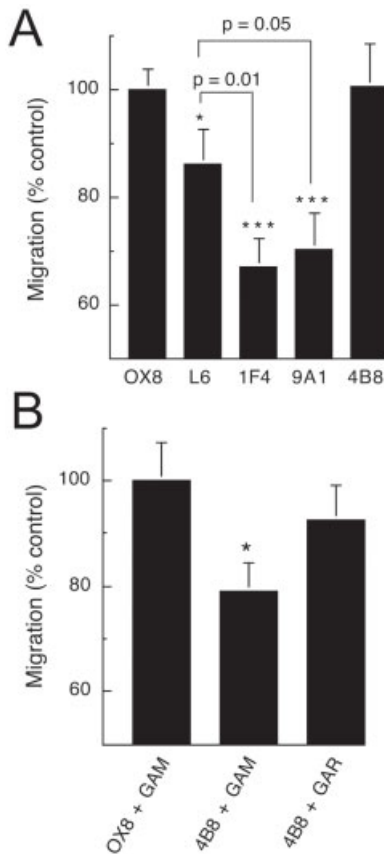 A
p = 0.05
p = 0.01
*
***
***
100
80
60
Migration (% control)
OX8 L6 1F4 9A1 4B8
B
100
*
80
60
Migration (% control)
OX8 + GAM
4B8 + GAM
4B8 + GAR